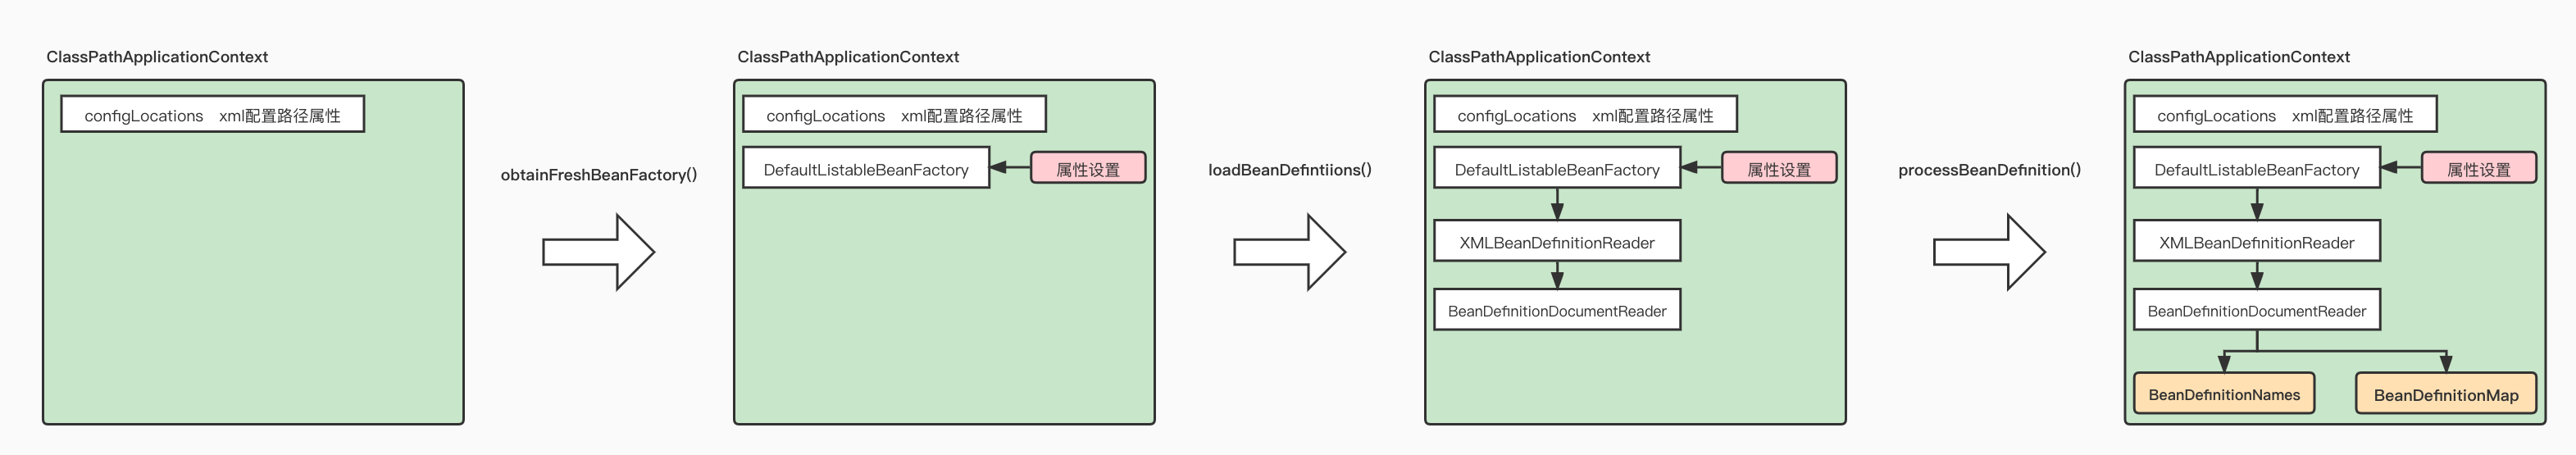 ClassPathApplicationContext
configLocations xml配置路径属性
obtainFreshBeanFactory()
ClassPathApplicationContext
configLocations xml配置路径属性
DefaultListableBeanFactory
属性设置
loadBeanDefintiions()
ClassPathApplicationContext
configLocations xml配置路径属性
DefaultListableBeanFactory
属性设置
XMLBeanDefinitionReader
BeanDefinitionDocumentReader
processBeanDefinition()
ClassPathApplicationContext
configLocations xml配置路径属性
DefaultListableBeanFactory
属性设置
XMLBeanDefinitionReader
BeanDefinitionDocumentReader
BeanDefinitionNames
BeanDefinitionMap